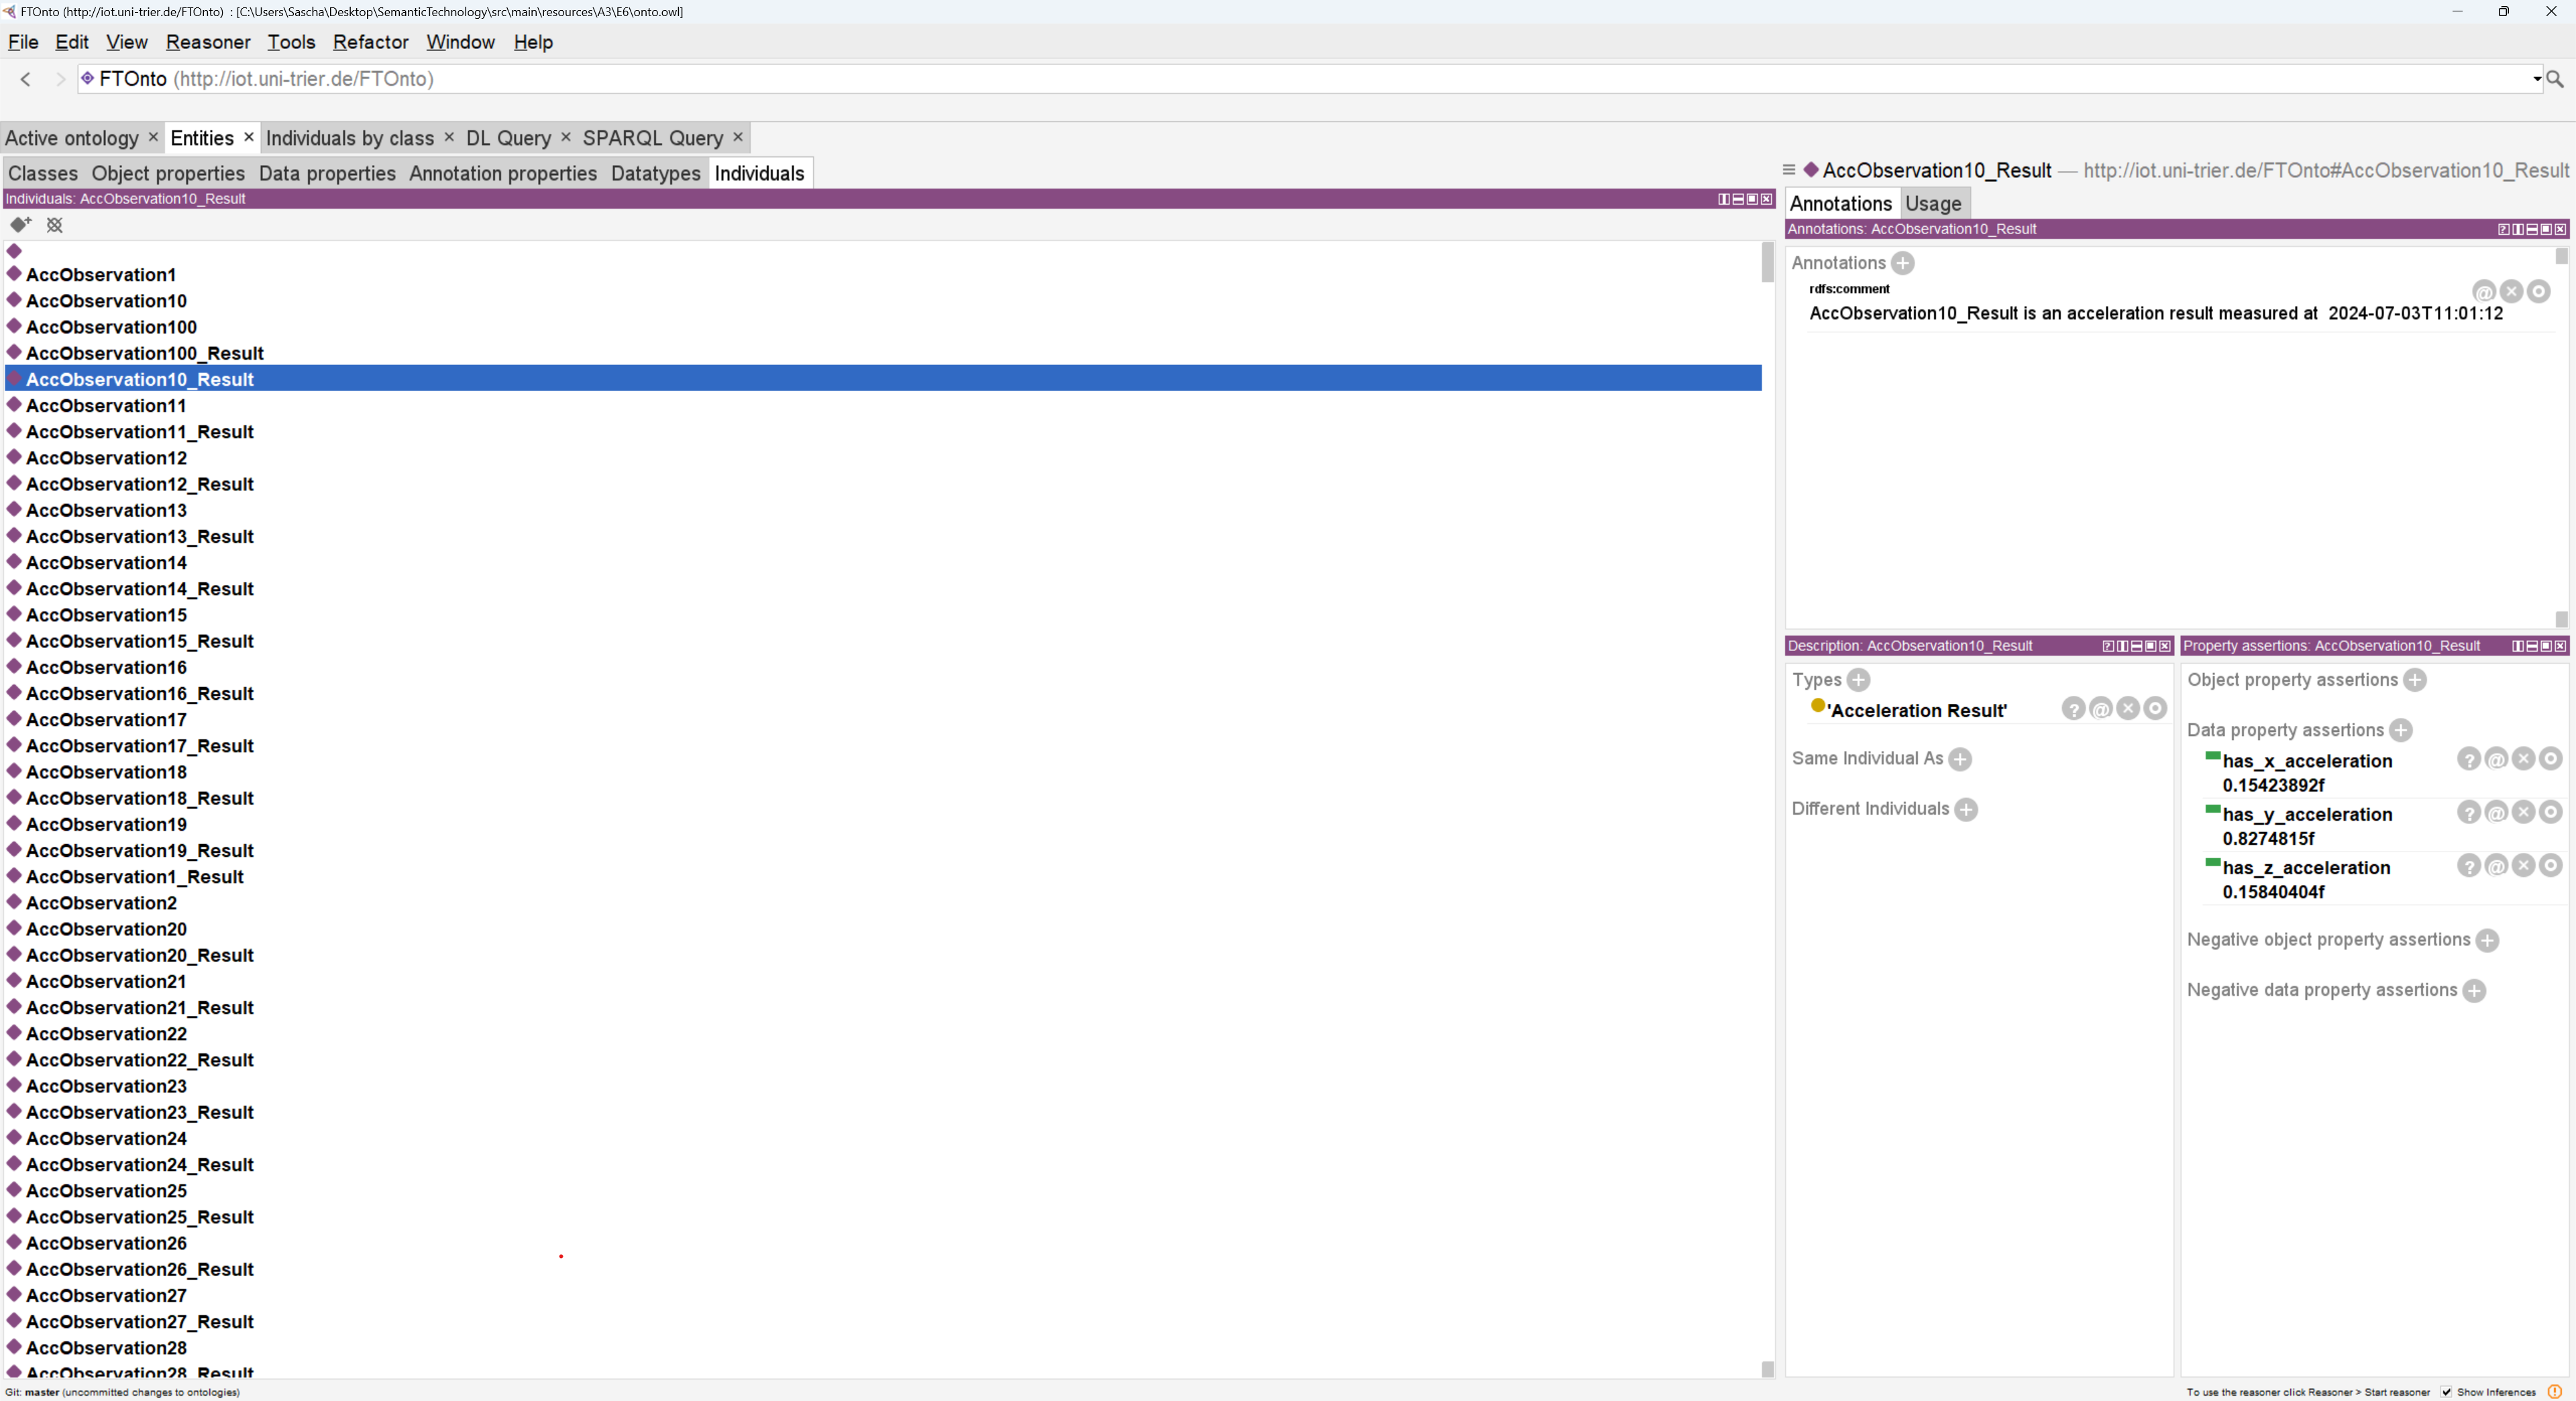 FTOnto (http://iot.uni-trier.de/FTOnto) : [C:\Users\Sascha\Desktop\SemanticTechnology\src\main\resources\A3\E6\onto.owl]
File Edit View Reasoner Tools Refactor Window Help
FTOnto (http://iot.uni-trier.de/FTOnto)
Active ontology × Entities × Individuals by class × DL Query × SPARQL Query ×
Classes Object properties Data properties Annotation properties Datatypes Individuals
Individuals: AccObservation10_Result
AccObservation1
AccObservation10
AccObservation100
AccObservation100_Result
AccObservation10_Result
AccObservation11
AccObservation11_Result
AccObservation12
AccObservation12_Result
AccObservation13
AccObservation13_Result
AccObservation14
AccObservation14_Result
AccObservation15
AccObservation15_Result
AccObservation16
AccObservation16_Result
AccObservation17
AccObservation17_Result
AccObservation18
AccObservation18_Result
AccObservation19
AccObservation19_Result
AccObservation1_Result
AccObservation2
AccObservation20
AccObservation20_Result
AccObservation21
AccObservation21_Result
AccObservation22
AccObservation22_Result
AccObservation23
AccObservation23_Result
AccObservation24
AccObservation24_Result
AccObservation25
AccObservation25_Result
AccObservation26
AccObservation26_Result
AccObservation27
AccObservation27_Result
AccObservation28
AccObservation28_Result
AccObservation10_Result — http://iot.uni-trier.de/FTOnto#AccObservation10_Result
Annotations Usage
Annotations: AccObservation10_Result
Annotations
rdfs:comment
AccObservation10_Result is an acceleration result measured at 2024-07-03T11:01:12
Description: AccObservation10_Result
Types
'Acceleration Result'
Same Individual As
Different Individuals
Property assertions: AccObservation10_Result
Object property assertions
Data property assertions
has_x_acceleration
0.15423892f
has_y_acceleration
0.8274815f
has_z_acceleration
0.15840404f
Negative object property assertions
Negative data property assertions
Git: master (uncommitted changes to ontologies)
To use the reasoner click Reasoner > Start reasoner Show Inferences